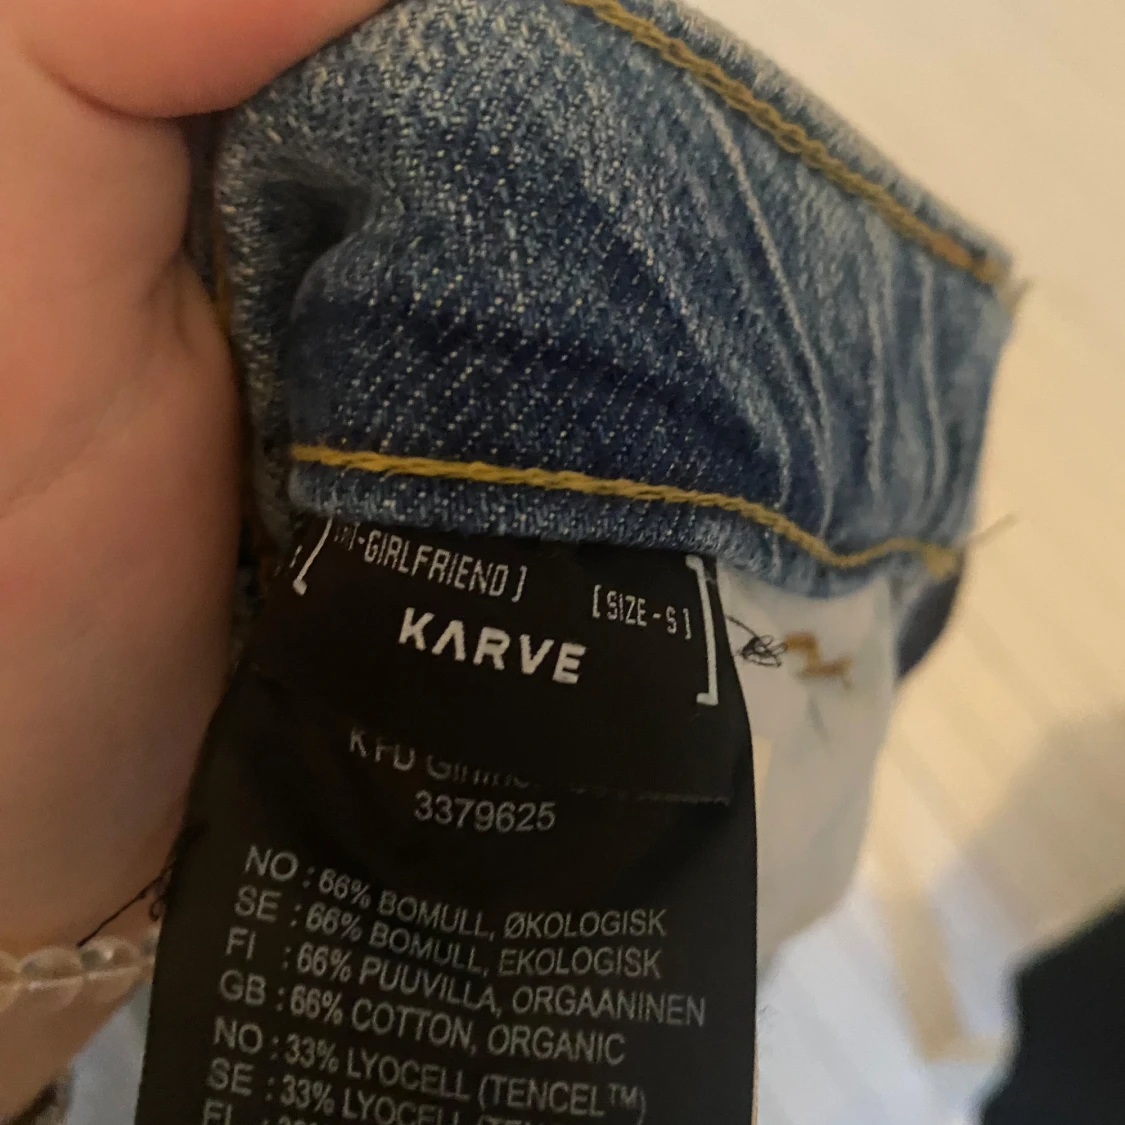 -GIRLFRIEND] [SIZE-S]
KARVE
3379625
NO : 66% BOMULL, ØKOLOGISK
SE : 66% BOMULL, EKOLOGISK
FI : 66% PUUVILLA, ORGAANINEN
GB : 66% COTTON, ORGANIC
NO : 33% LYOCELL (TENCEL™)
SE : 33% LYOCELL
FI :